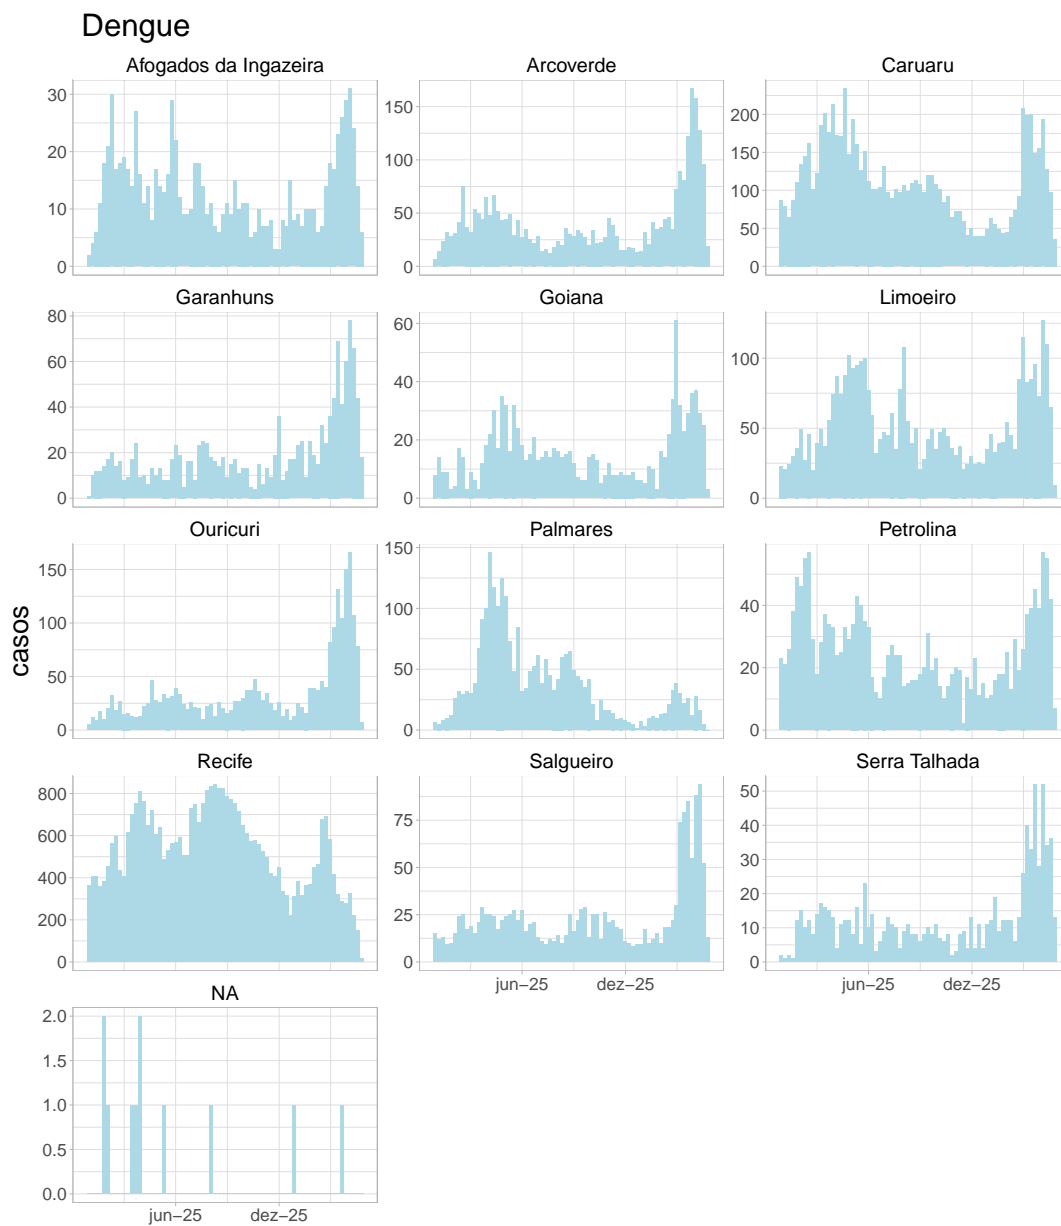 Dengue
Afogados da Ingazeira
Arcoverde
Caruaru
30
20
10
0
150
100
50
0
200
150
100
50
0
Garanhuns
Goiana
Limoeiro
80
60
40
20
0
60
40
20
0
100
50
0
Ouricuri
Palmares
Petrolina
150
100
50
0
150
100
50
0
40
20
0
casos
Recife
Salgueiro
Serra Talhada
800
600
400
200
0
75
50
25
0
50
40
30
20
10
0
jun−25
dez−25
jun−25
dez−25
NA
2.0
1.5
1.0
0.5
0.0
jun−25
dez−25